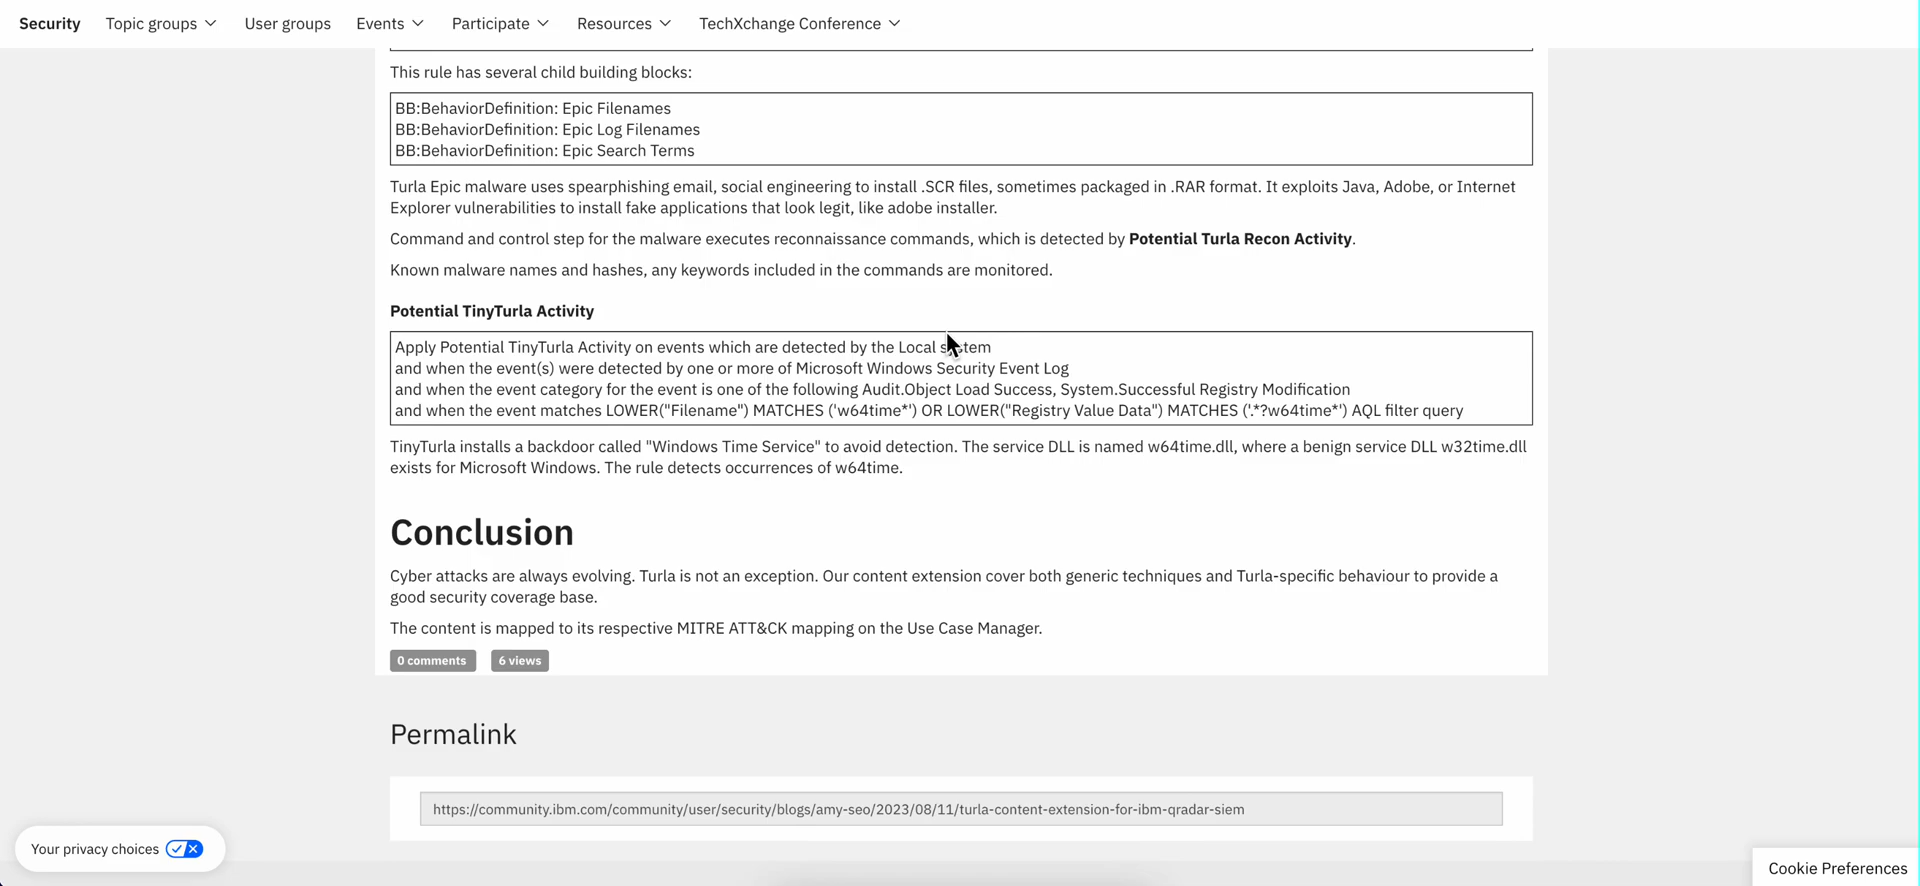 Security Topic groups User groups Events Participate Resources TechXchange Conference
This rule has several child building blocks:
BB:BehaviorDefinition: Epic Filenames
BB:BehaviorDefinition: Epic Log Filenames
BB:BehaviorDefinition: Epic Search Terms
Turla Epic malware uses spearphishing email, social engineering to install .SCR files, sometimes packaged in .RAR format. It exploits Java, Adobe, or Internet
Explorer vulnerabilities to install fake applications that look legit, like adobe installer.
Command and control step for the malware executes reconnaissance commands, which is detected by Potential Turla Recon Activity.
Known malware names and hashes, any keywords included in the commands are monitored.
Potential TinyTurla Activity
Apply Potential TinyTurla Activity on events which are detected by the Local system
and when the event(s) were detected by one or more of Microsoft Windows Security Event Log
and when the event category for the event is one of the following Audit.Object Load Success, System.Successful Registry Modification
and when the event matches LOWER("Filename") MATCHES ('w64time*') OR LOWER("Registry Value Data") MATCHES ('.*?w64time*') AQL filter query
TinyTurla installs a backdoor called "Windows Time Service" to avoid detection. The service DLL is named w64time.dll, where a benign service DLL w32time.dll
exists for Microsoft Windows. The rule detects occurrences of w64time.
Conclusion
Cyber attacks are always evolving. Turla is not an exception. Our content extension cover both generic techniques and Turla-specific behaviour to provide a
good security coverage base.
The content is mapped to its respective MITRE ATT&CK mapping on the Use Case Manager.
0 comments 6 views
Permalink
https://community.ibm.com/community/user/security/blogs/amy-seo/2023/08/11/turla-content-extension-for-ibm-qradar-siem
Your privacy choices
Cookie Preferences